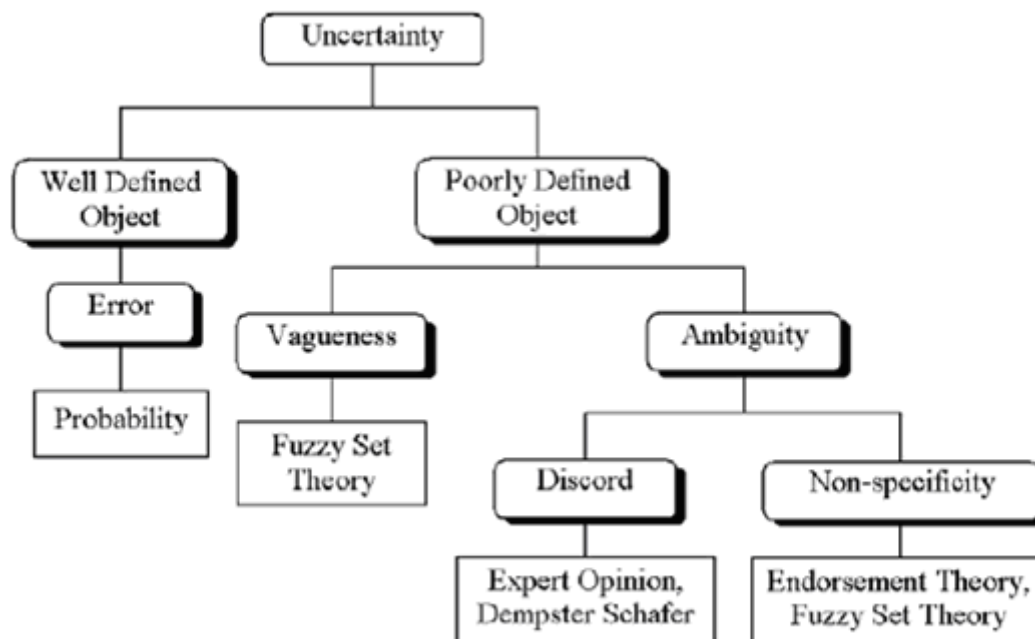 Uncertainty
Well Defined
Object
Poorly Defined
Object
Error
Vagueness
Ambiguity
Probability
Fuzzy Set
Theory
Discord
Non-specificity
Expert Opinion,
Dempster Schafer
Endorsement Theory,
Fuzzy Set Theory